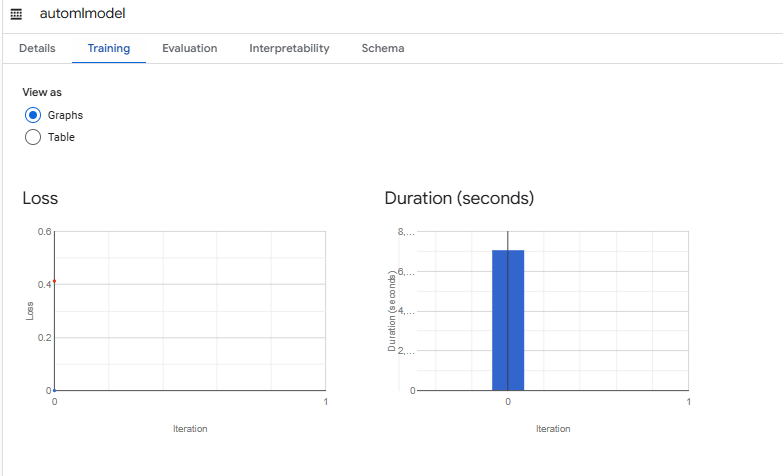 automlmodel
Details Training Evaluation Interpretability Schema
View as
Graphs
Table
Loss
0.6
0.4
0.2
0
Loss
0 1
Iteration
Duration (seconds)
8,...
6,...
4,...
2,...
0
Duration (seconds)
0 1
Iteration